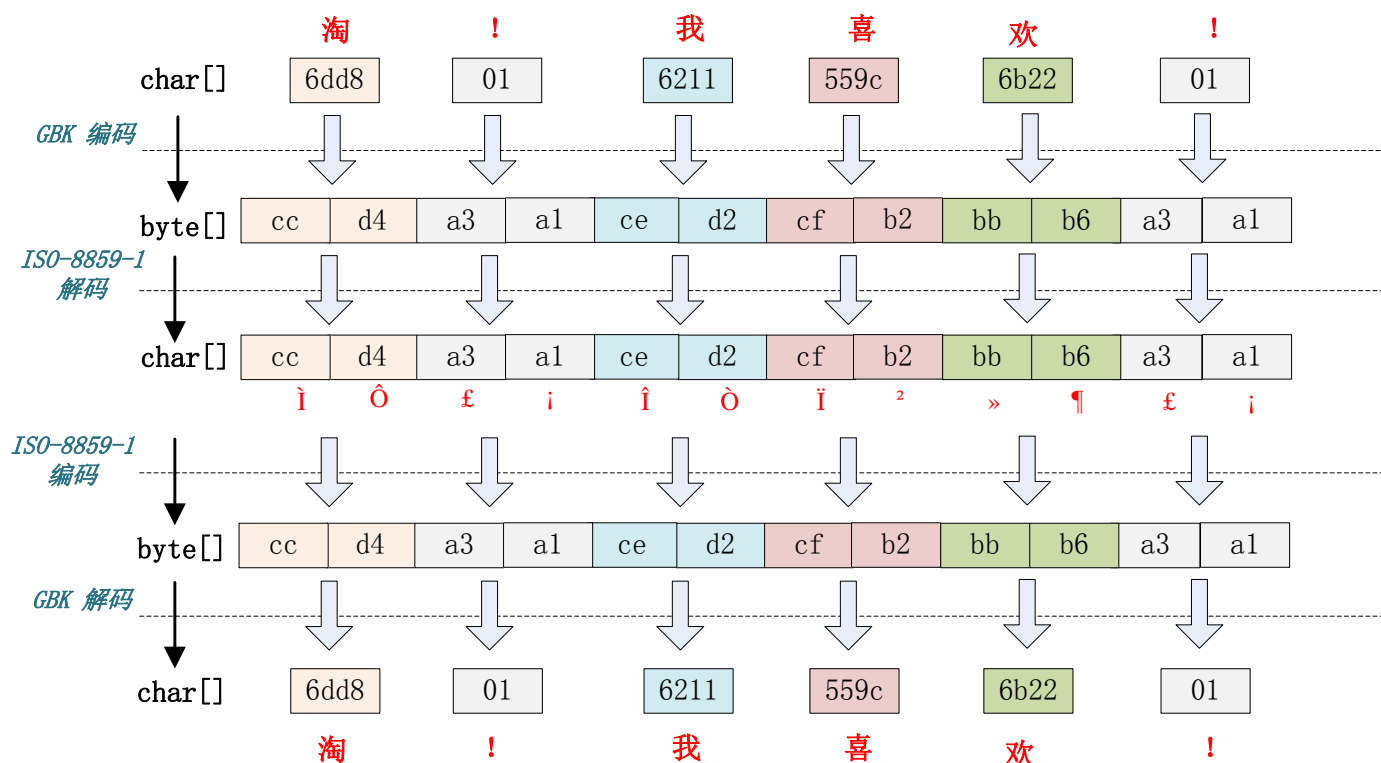 淘 ! 我 喜 欢 !
char[] 6dd8 01 6211 559c 6b22 01
GBK 编码
byte[] cc d4 a3 a1 ce d2 cf b2 bb b6 a3 a1
ISO-8859-1
解码
char[] cc d4 a3 a1 ce d2 cf b2 bb b6 a3 a1
Ì Ô £ ¡ Î Ò Ï ² » ¶ £ ¡
ISO-8859-1
编码
byte[] cc d4 a3 a1 ce d2 cf b2 bb b6 a3 a1
GBK 解码
char[] 6dd8 01 6211 559c 6b22 01
淘 ! 我 喜 欢 !